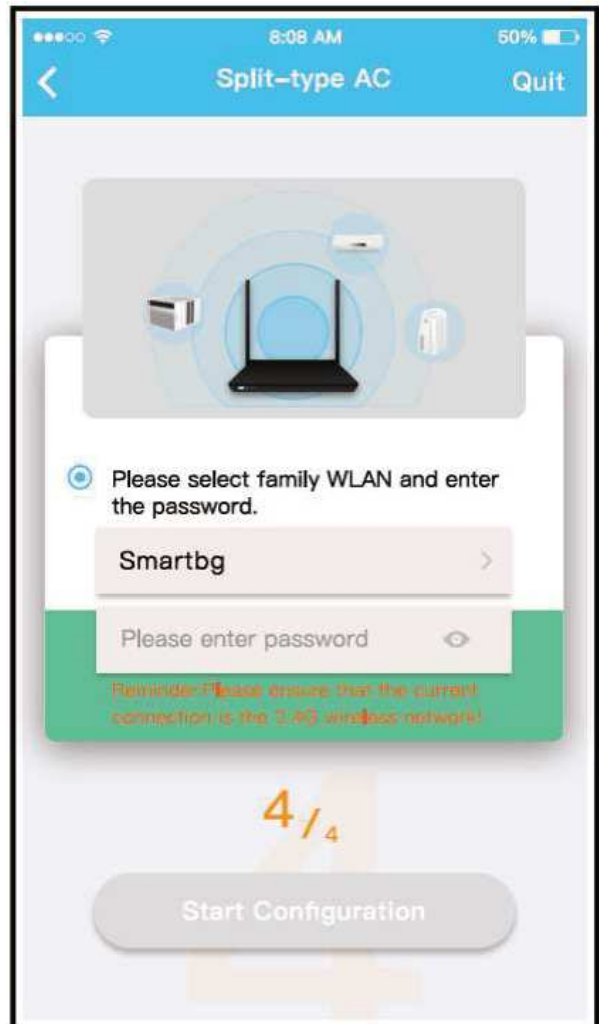 8:08 AM 50%
Split-type AC Quit
Please select family WLAN and enter
the password.
Smartbg
Please enter password
Reminder:Please ensure that the current
connection is the 2.4G wireless network!
4/4
Start Configuration